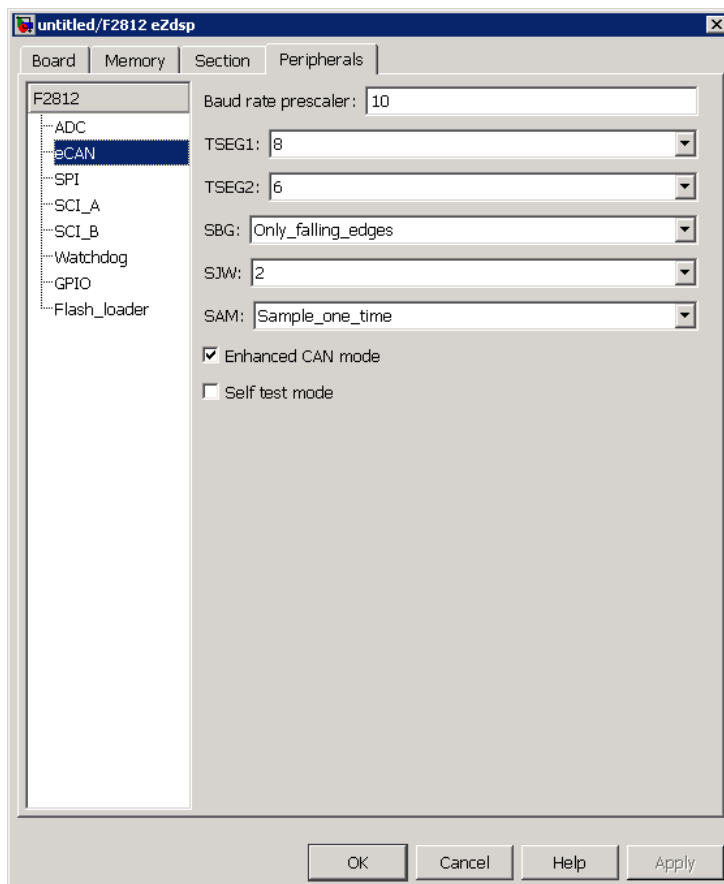 untitled/F2812 eZdsp
Board Memory Section Peripherals
F2812
ADC
eCAN
SPI
SCI_A
SCI_B
Watchdog
GPIO
Flash_loader
Baud rate prescaler: 10
TSEG1: 8
TSEG2: 6
SBG: Only_falling_edges
SJW: 2
SAM: Sample_one_time
Enhanced CAN mode
Self test mode
OK Cancel Help Apply